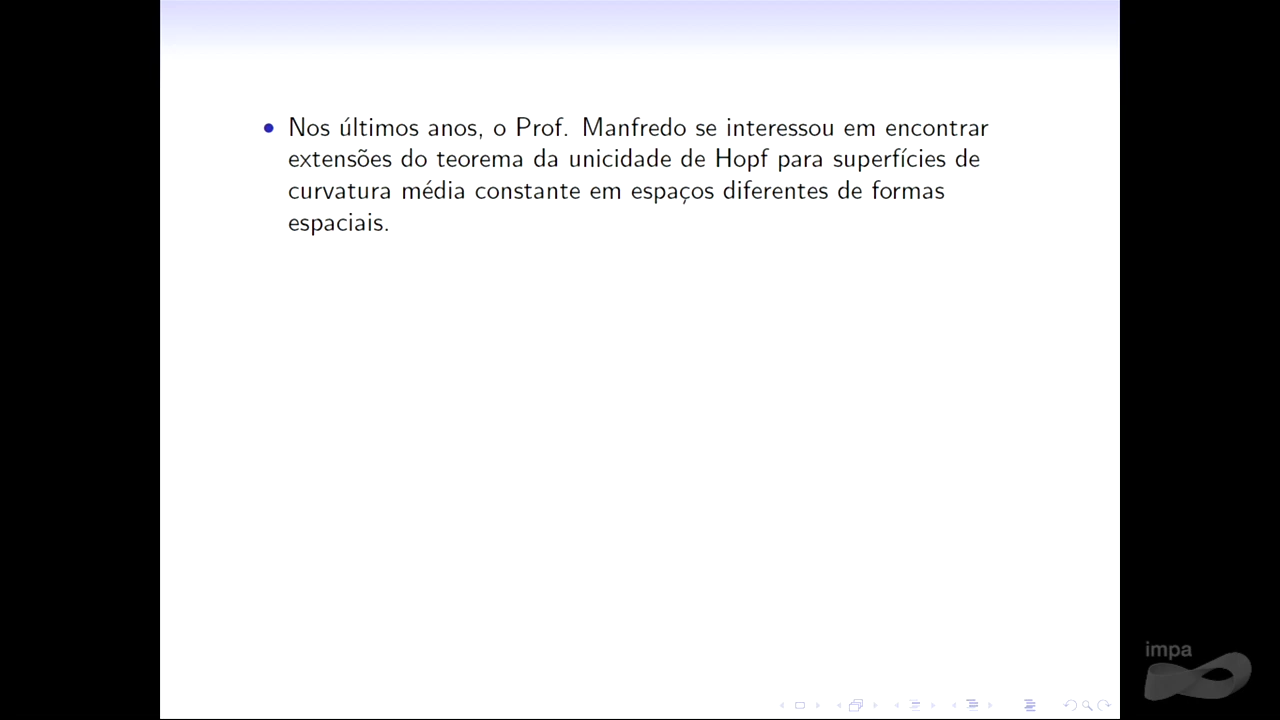 • Nos últimos anos, o Prof. Manfredo se interessou em encontrar
extensões do teorema da unicidade de Hopf para superfícies de
curvatura média constante em espaços diferentes de formas
espaciais.
impa